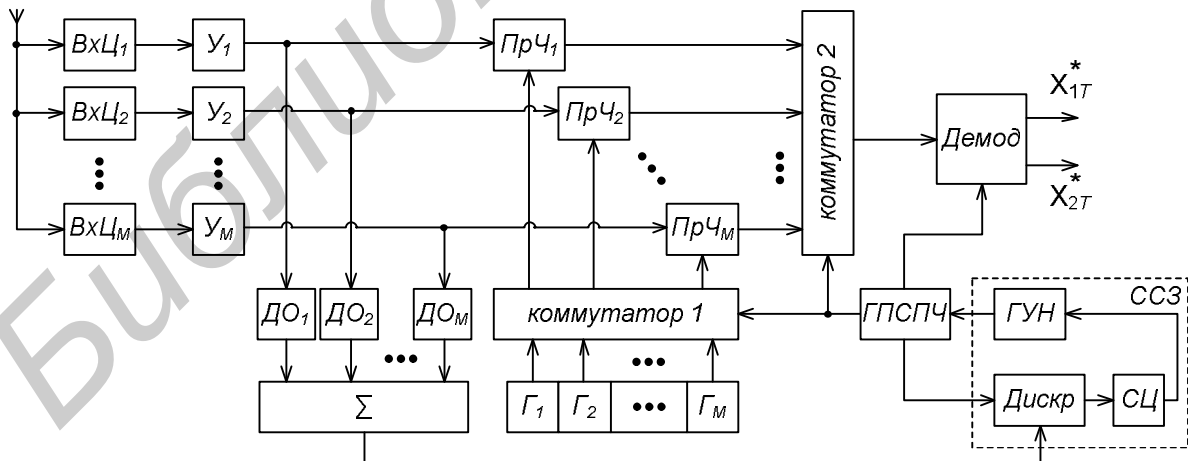 Библио
ВхЦ1
У1
ПрЧ1
ВхЦ2
У2
ПрЧ2
ВхЦМ
УМ
ПрЧМ
коммутатор 2
Демод
X*1T
X*2T
ДО1
ДО2
ДОМ
коммутатор 1
ГПСПЧ
ГУН
ССЗ
Σ
Г1
Г2
ГМ
Дискр
СЦ